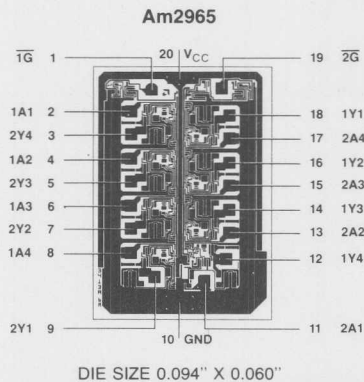 Am2965
20 V_CC
1G̅ 1
19 2G̅
1A1 2
18 1Y1
2Y4 3
17 2A4
1A2 4
16 1Y2
2Y3 5
15 2A3
1A3 6
14 1Y3
2Y2 7
13 2A2
1A4 8
12 1Y4
2Y1 9
11 2A1
10 GND
DIE SIZE 0.094" X 0.060"